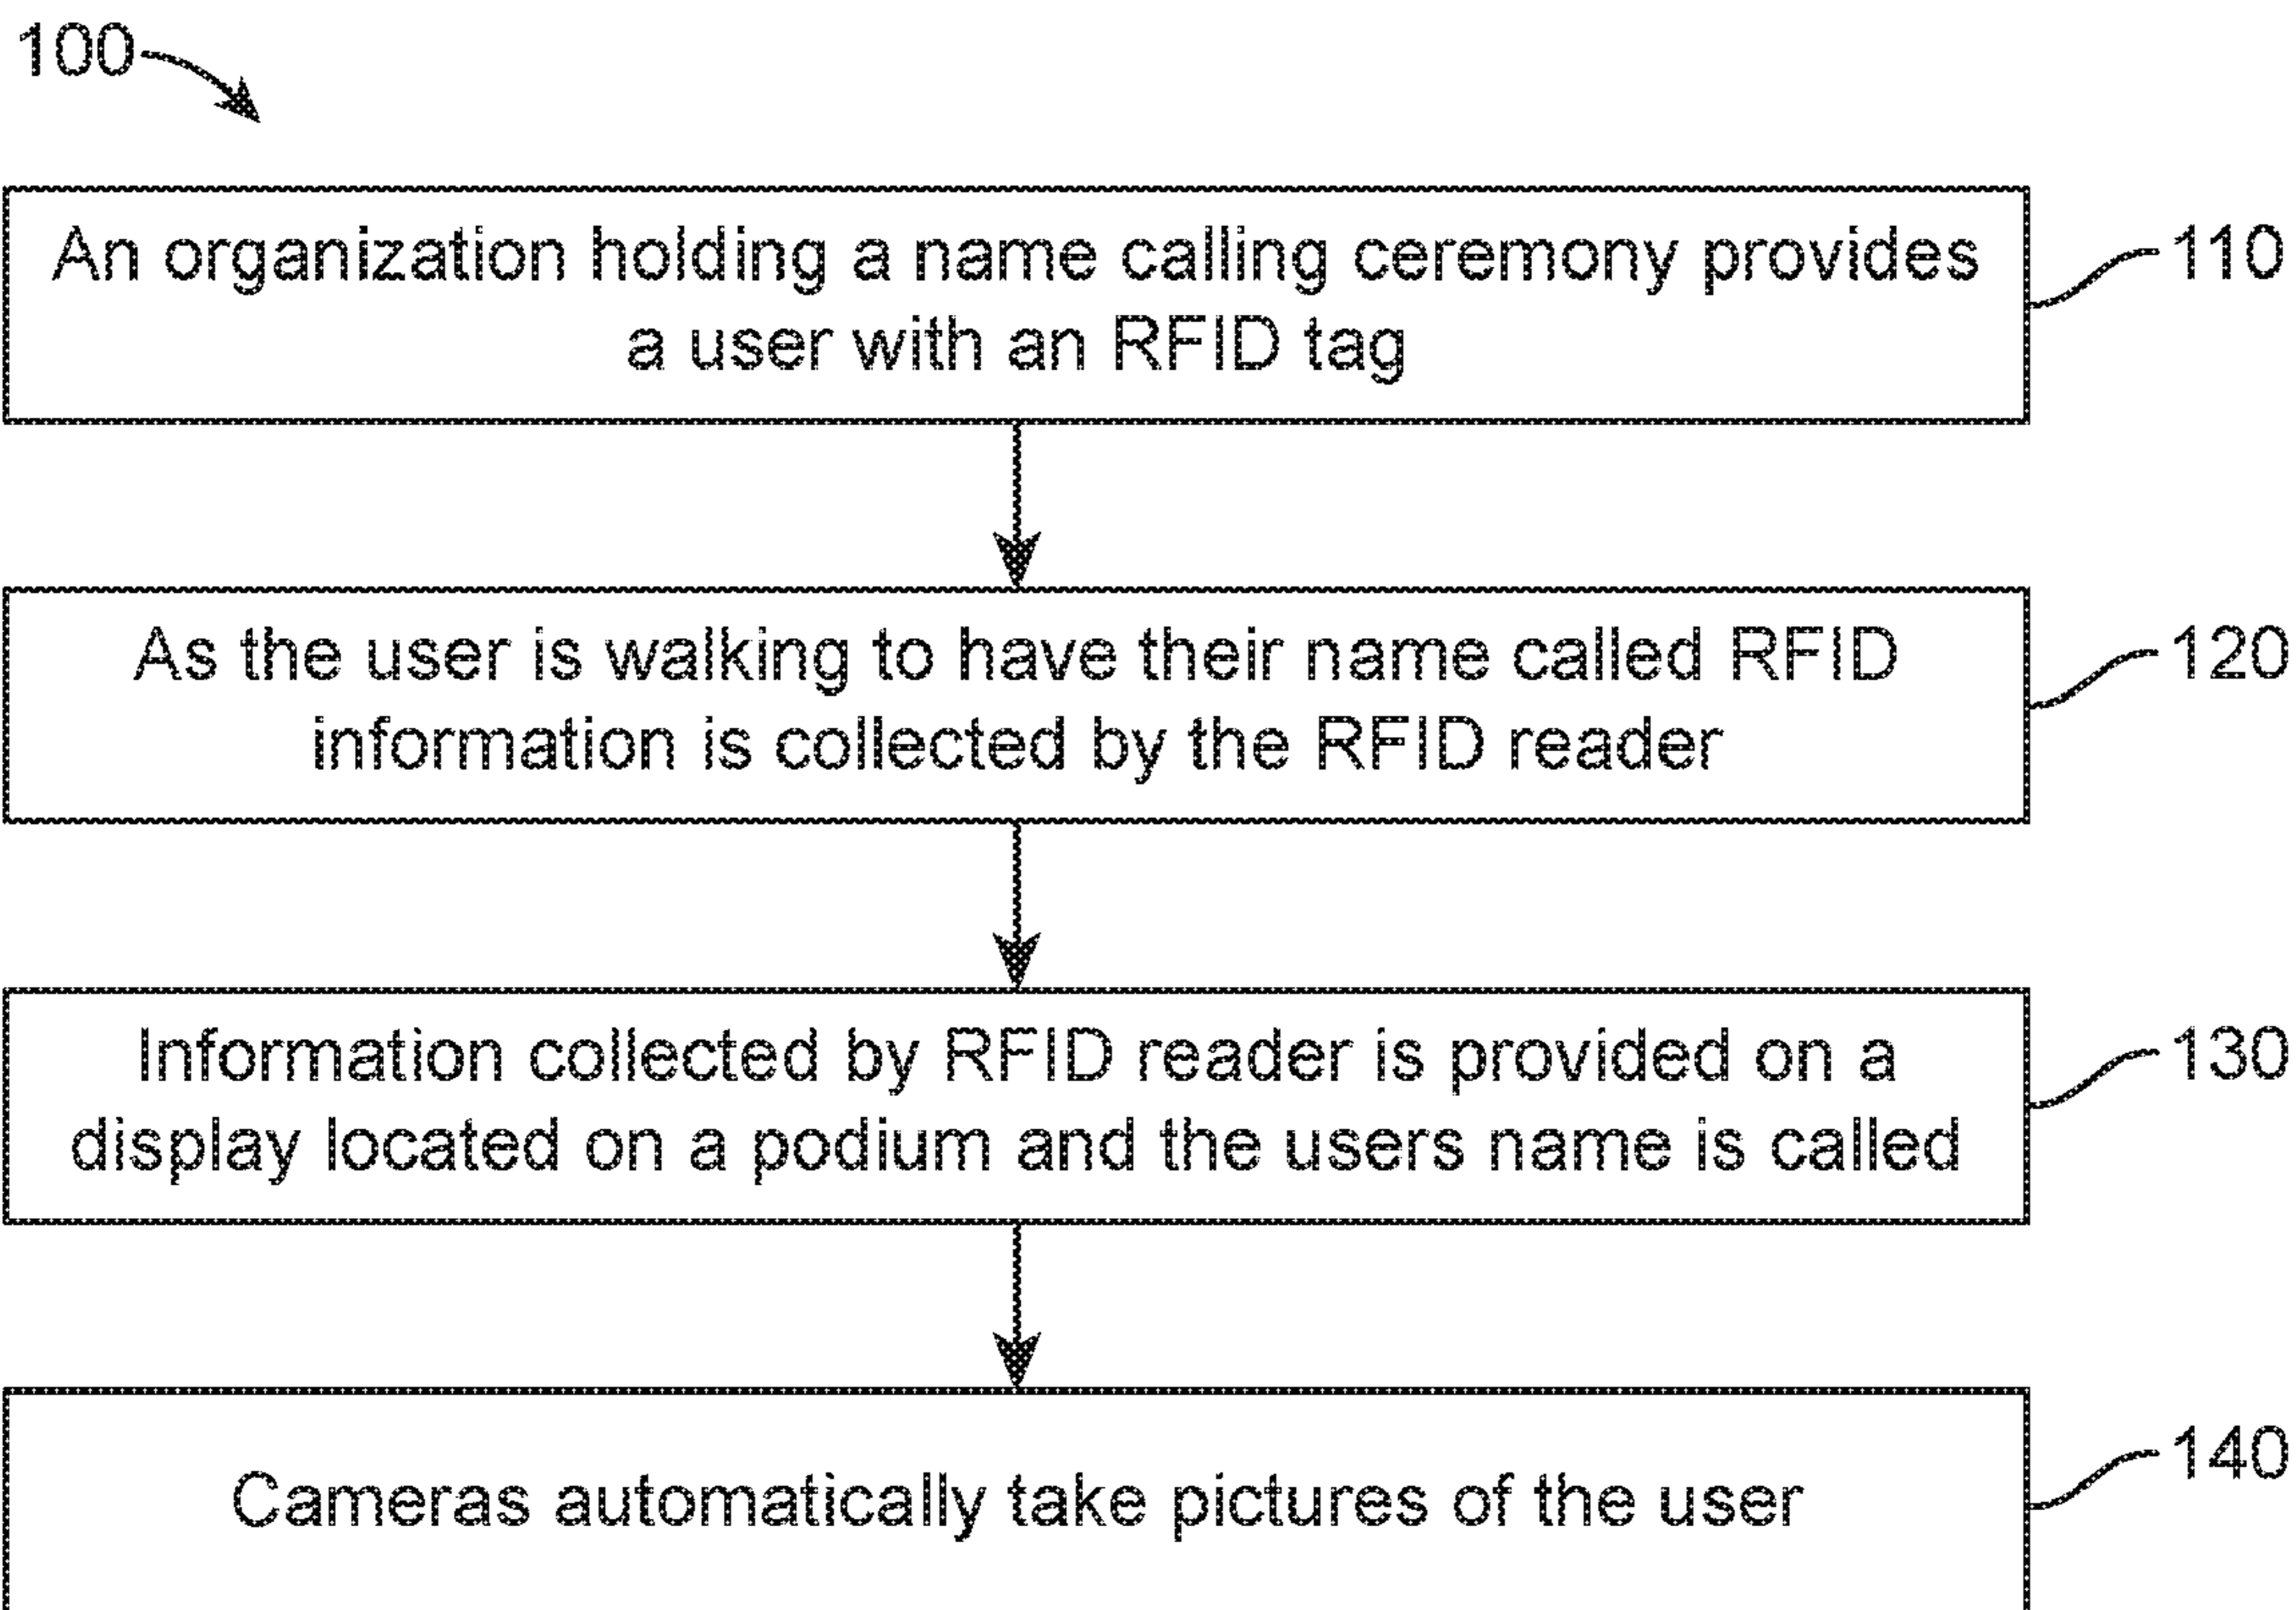 100
An organization holding a name calling ceremony provides
a user with an RFID tag
110
As the user is walking to have their name called RFID
information is collected by the RFID reader
120
Information collected by RFID reader is provided on a
display located on a podium and the users name is called
130
Cameras automatically take pictures of the user
140